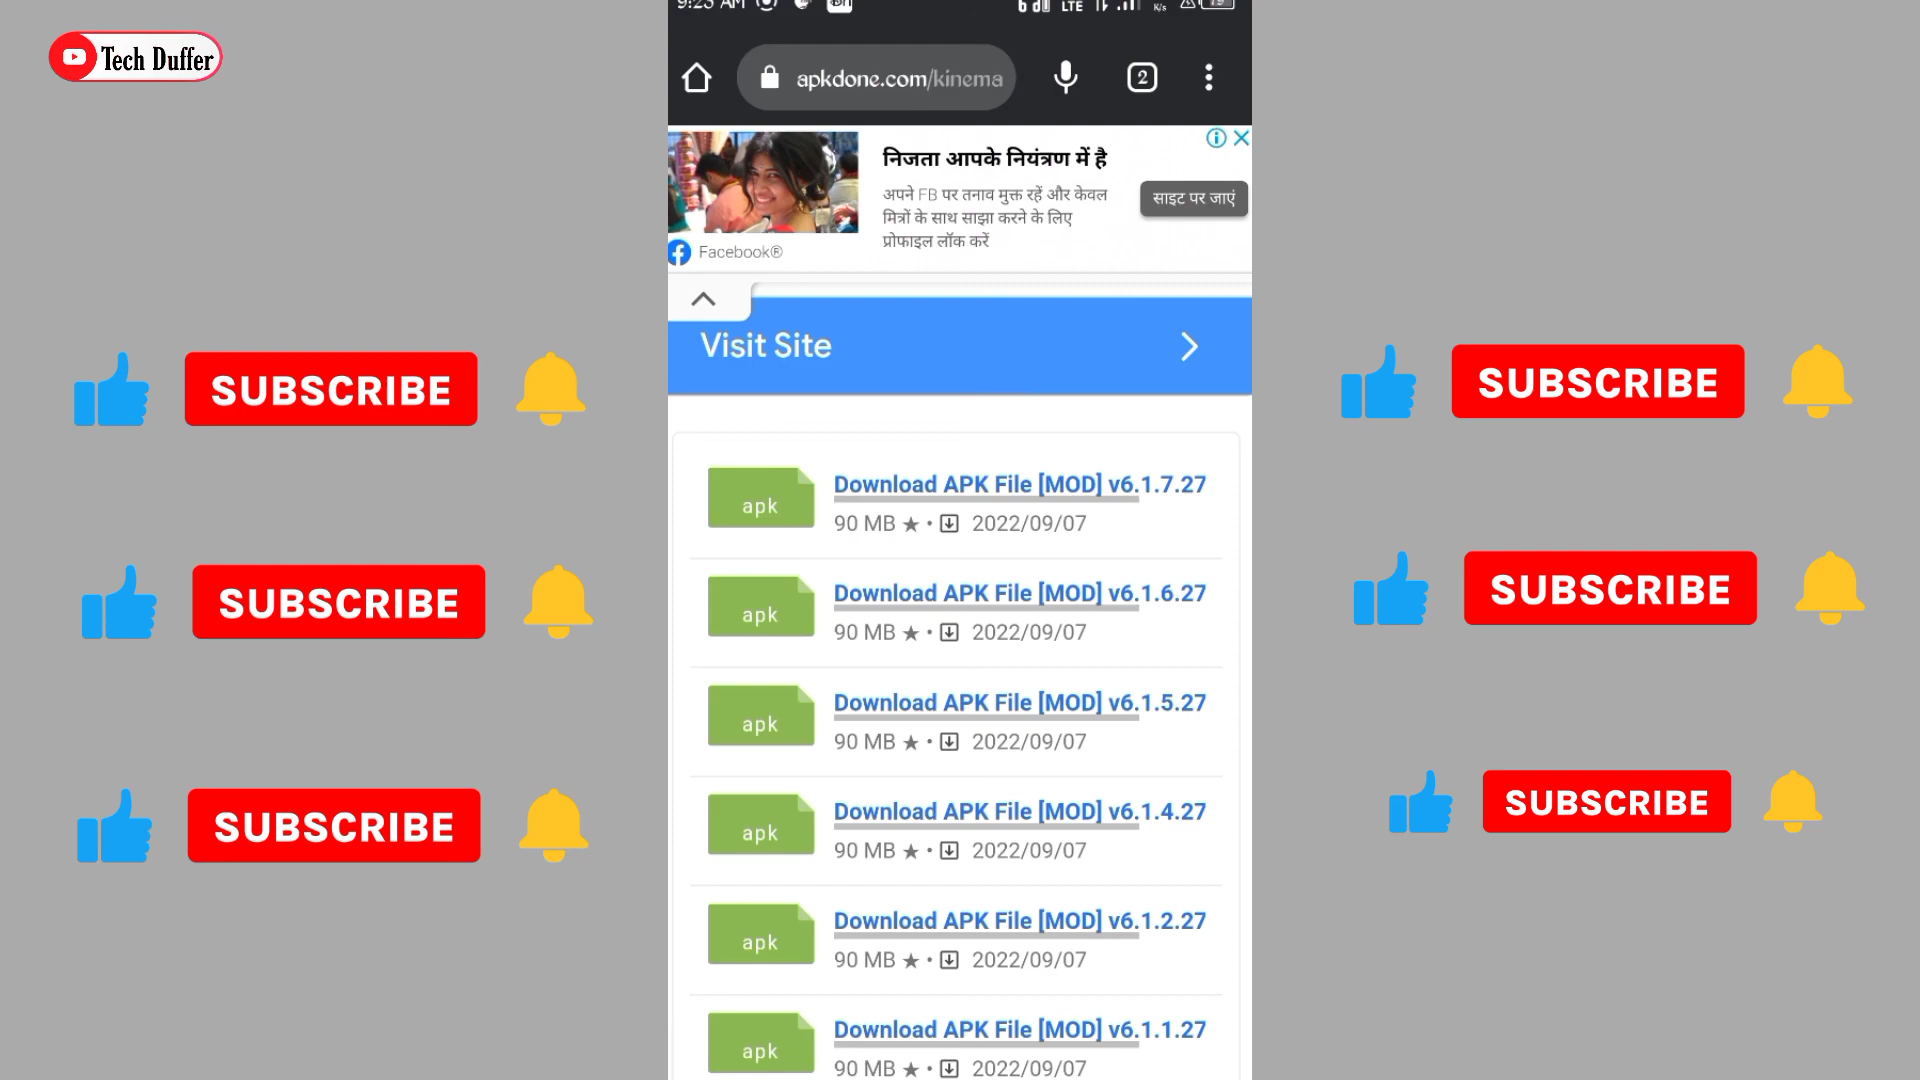 Tech Duffer
9:23 AM
LTE
K/s
apkdone.com/kinema
2
निजता आपके नियंत्रण में है
अपने FB पर तनाव मुक्त रहें और केवल
मित्रों के साथ साझा करने के लिए
प्रोफाइल लॉक करें
साइट पर जाएं
Facebook®
Visit Site
SUBSCRIBE
SUBSCRIBE
SUBSCRIBE
apk
Download APK File [MOD] v6.1.7.27
90 MB ★ • 2022/09/07
apk
Download APK File [MOD] v6.1.6.27
90 MB ★ • 2022/09/07
apk
Download APK File [MOD] v6.1.5.27
90 MB ★ • 2022/09/07
apk
Download APK File [MOD] v6.1.4.27
90 MB ★ • 2022/09/07
apk
Download APK File [MOD] v6.1.2.27
90 MB ★ • 2022/09/07
apk
Download APK File [MOD] v6.1.1.27
90 MB ★ • 2022/09/07
SUBSCRIBE
SUBSCRIBE
SUBSCRIBE